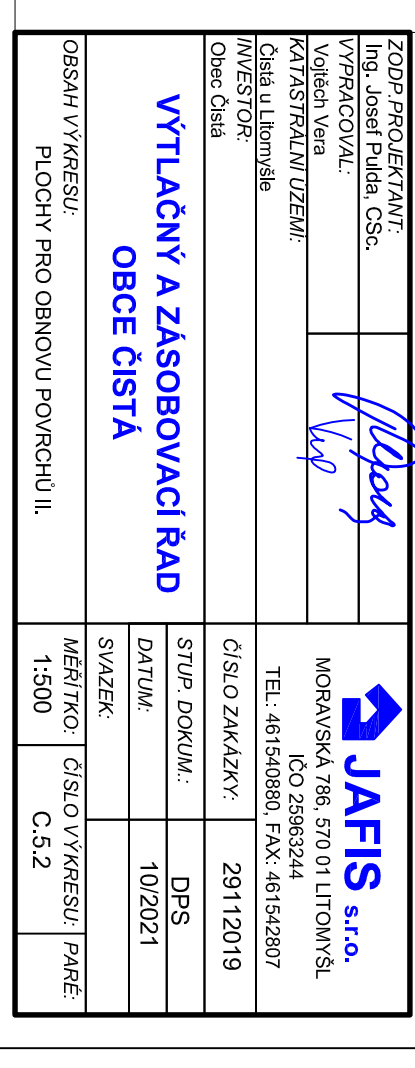 ZODP.PROJEKTANT:
Ing. Josef Pulda, CSc.
VYPRACOVAL:
Vojtěch Vera
KATASTRÁLNÍ ÚZEMÍ:
Čistá u Litomyšle
INVESTOR:
Obec Čistá
JAFIS s.r.o.
MORAVSKÁ 786, 570 01 LITOMYŠL
IČO 25963244
TEL: 461540880, FAX: 461542807
VÝTLAČNÝ A ZÁSOBOVACÍ ŘAD
OBCE ČISTÁ
ČÍSLO ZAKÁZKY: 29112019
STUP. DOKUM.: DPS
DATUM: 10/2021
SVAZEK:
OBSAH VÝKRESU:
PLOCHY PRO OBNOVU POVRCHŮ II.
MĚŘÍTKO: ČÍSLO VÝKRESU: PARÉ:
1:500 C.5.2